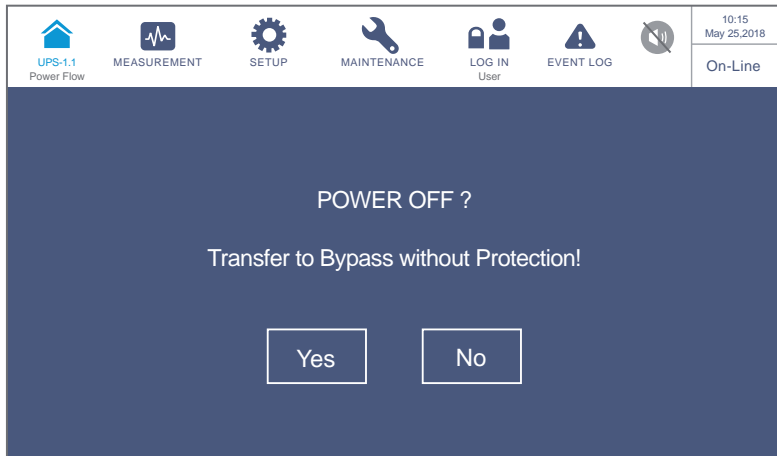 UPS-1.1
Power Flow
MEASUREMENT
SETUP
MAINTENANCE
LOG IN
User
EVENT LOG
10:15
May 25,2018
On-Line
POWER OFF ?
Transfer to Bypass without Protection!
Yes
No